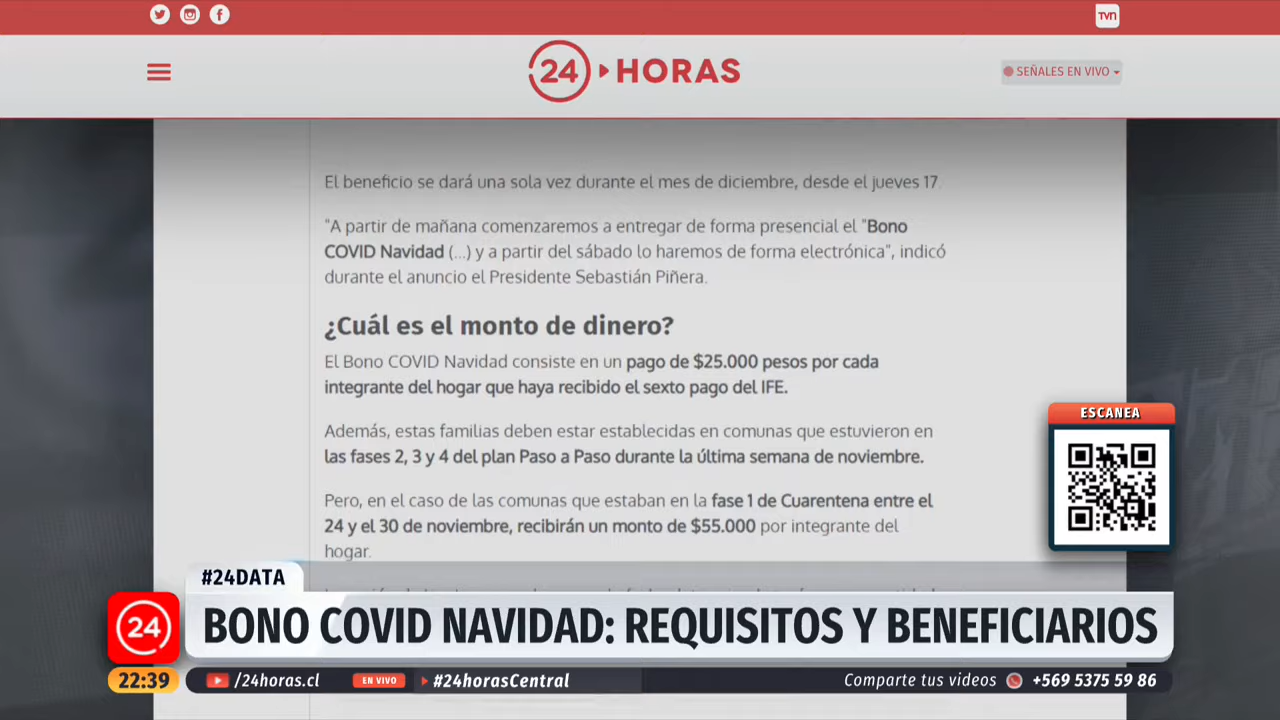 TVN
24 HORAS
SEÑALES EN VIVO
El beneficio se dará una sola vez durante el mes de diciembre, desde el jueves 17.
"A partir de mañana comenzaremos a entregar de forma presencial el "Bono
COVID Navidad (...) y a partir del sábado lo haremos de forma electrónica", indicó
durante el anuncio el Presidente Sebastián Piñera.
¿Cuál es el monto de dinero?
El Bono COVID Navidad consiste en un pago de $25.000 pesos por cada
integrante del hogar que haya recibido el sexto pago del IFE.
Además, estas familias deben estar establecidas en comunas que estuvieron en
las fases 2, 3 y 4 del plan Paso a Paso durante la última semana de noviembre.
Pero, en el caso de las comunas que estaban en la fase 1 de Cuarentena entre el
24 y el 30 de noviembre, recibirán un monto de $55.000 por integrante del
hogar.
ESCANEA
#24DATA
24
BONO COVID NAVIDAD: REQUISITOS Y BENEFICIARIOS
22:39
/24horas.cl
EN VIVO
#24horasCentral
Comparte tus videos
+569 5375 59 86